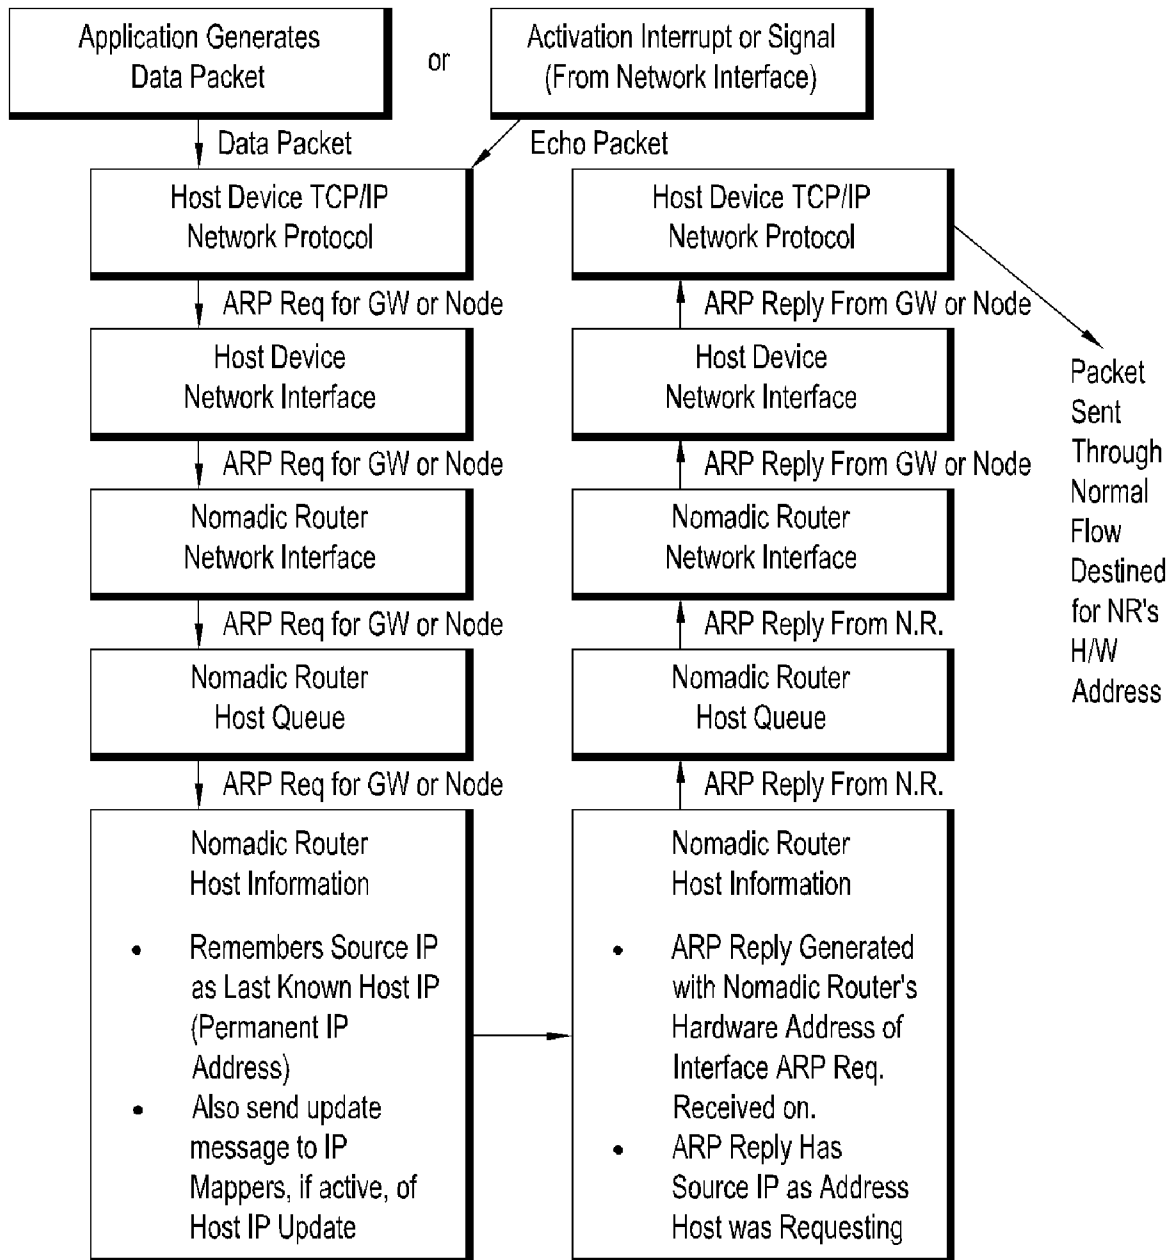 Application Generates
Data Packet
or
Activation Interrupt or Signal
(From Network Interface)
Data Packet
Echo Packet
Host Device TCP/IP
Network Protocol
ARP Req for GW or Node
Host Device
Network Interface
ARP Req for GW or Node
Nomadic Router
Network Interface
ARP Req for GW or Node
Nomadic Router
Host Queue
ARP Req for GW or Node
Nomadic Router
Host Information
• Remembers Source IP
as Last Known Host IP
(Permanent IP
Address)
• Also send update
message to IP
Mappers, if active, of
Host IP Update
Host Device TCP/IP
Network Protocol
ARP Reply From GW or Node
Host Device
Network Interface
ARP Reply From GW or Node
Nomadic Router
Network Interface
ARP Reply From N.R.
Nomadic Router
Host Queue
ARP Reply From N.R.
Nomadic Router
Host Information
• ARP Reply Generated
with Nomadic Router's
Hardware Address of
Interface ARP Req.
Received on.
• ARP Reply Has
Source IP as Address
Host was Requesting
Packet
Sent
Through
Normal
Flow
Destined
for NR's
H/W
Address